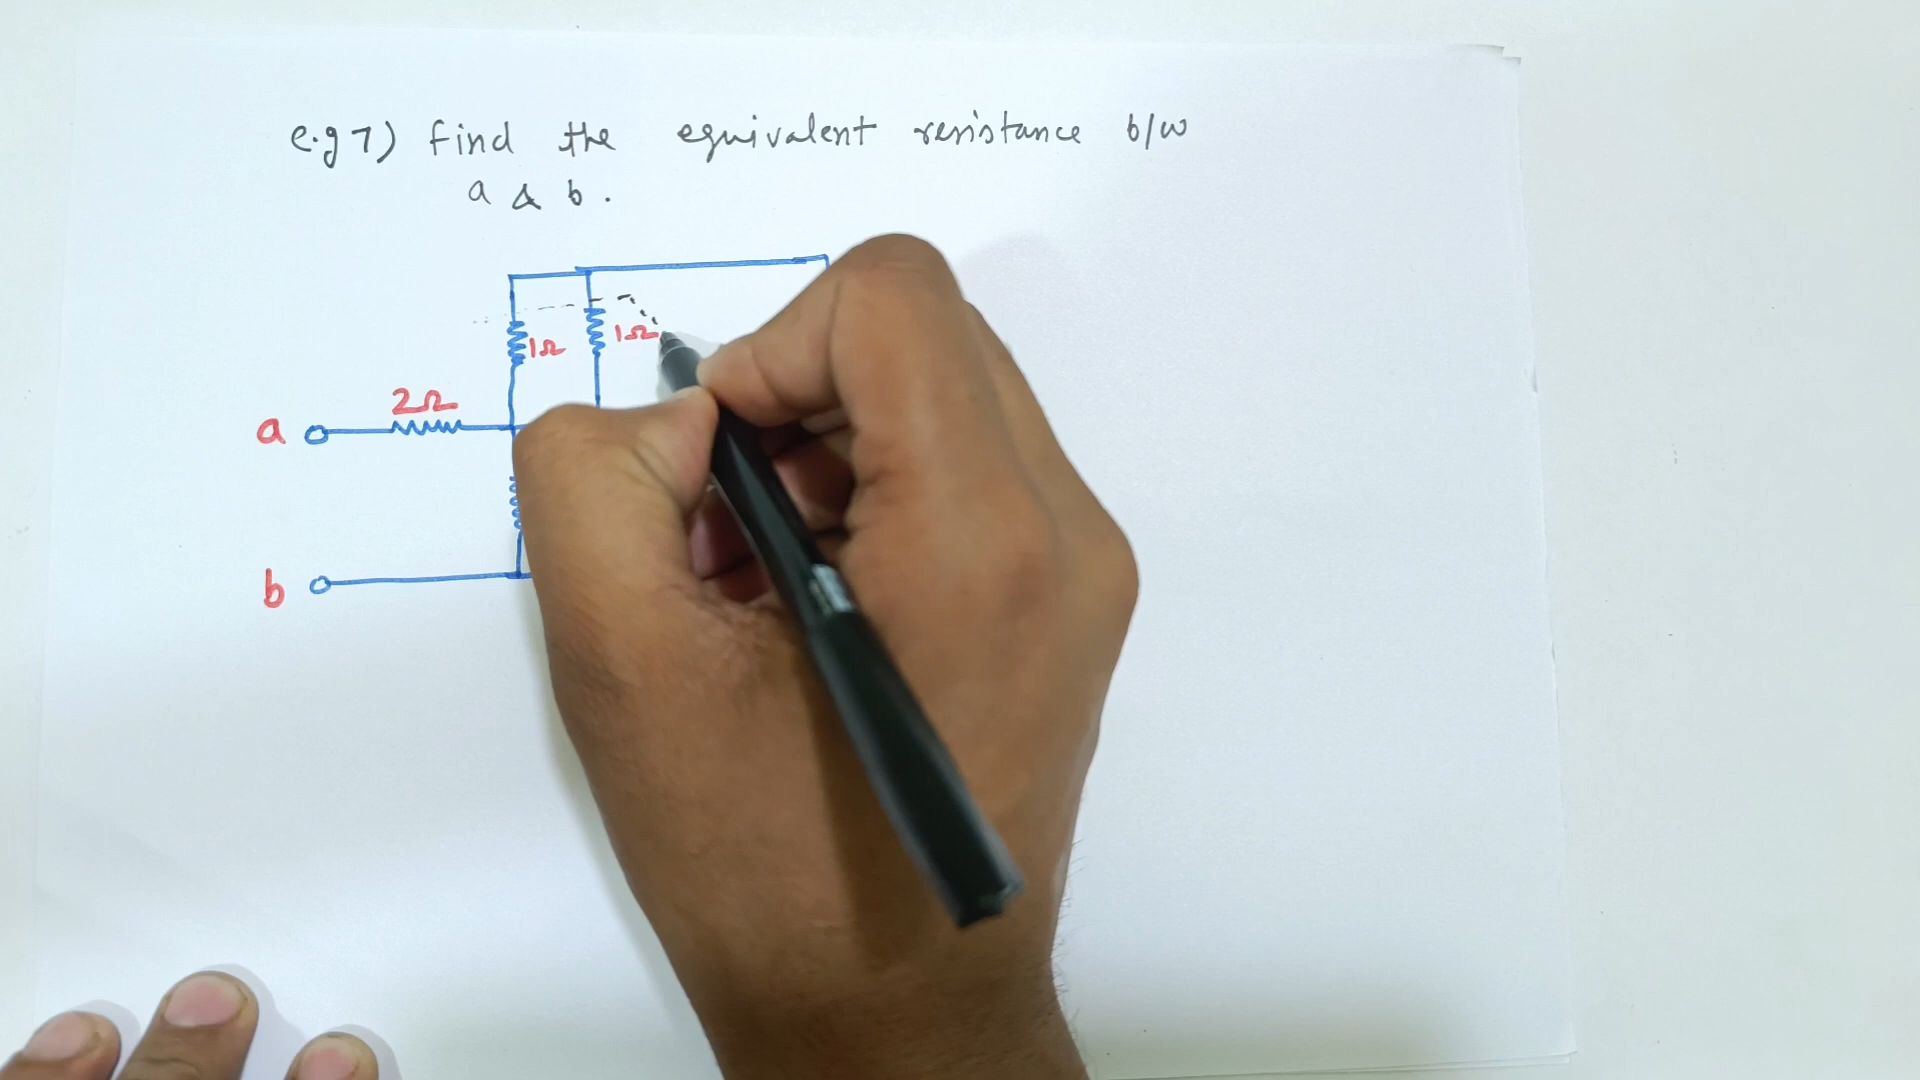 e.g 7) find the equivalent resistance b/w
a & b.
1Ω 1Ω
2Ω
a
b